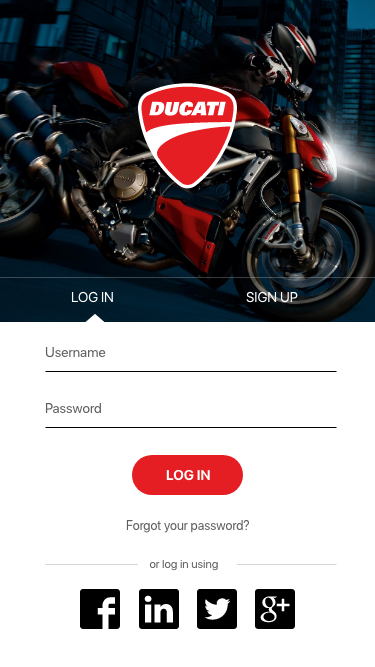 DUCATI
LOG IN SIGN UP
Username
Password
LOG IN
Forgot your password?
or log in using
f in g+